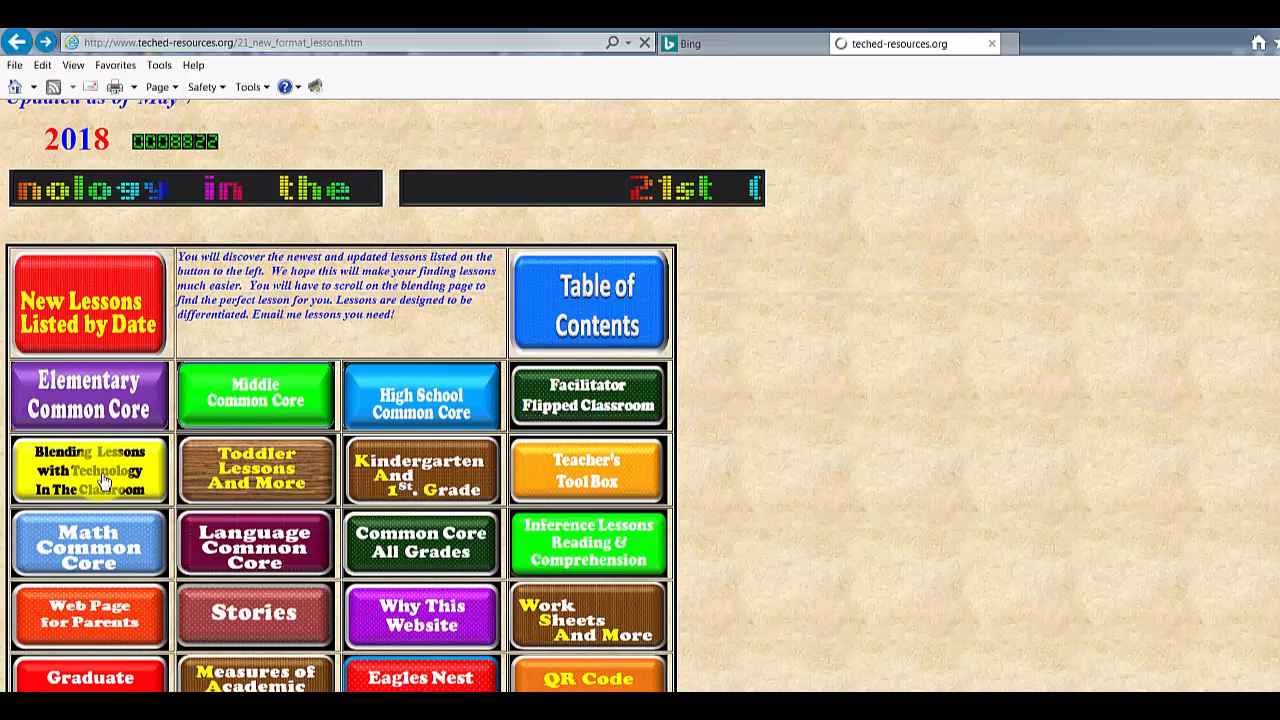 http://www.teched-resources.org/21_new_format_lessons.htm
Bing
teched-resources.org
File Edit View Favorites Tools Help
Page Safety Tools
Updated as of May 7
2018 0008822
nology in the
21st
New Lessons
Listed by Date
You will discover the newest and updated lessons listed on the
button to the left. We hope this will make your finding lessons
much easier. You will have to scroll on the blending page to
find the perfect lesson for you. Lessons are designed to be
differentiated. Email me lessons you need!
Table of
Contents
Elementary
Common Core
Middle
Common Core
High School
Common Core
Facilitator
Flipped Classroom
Blending Lessons
with Technology
In The Classroom
Toddler
Lessons
And More
Kindergarten
And
1St. Grade
Teacher's
Tool Box
Math
Common
Core
Language
Common
Core
Common Core
All Grades
Inference Lessons
Reading &
Comprehension
Web Page
for Parents
Stories
Why This
Website
Work
Sheets
And More
Graduate
Measures of
Academic
Eagles Nest
QR Code